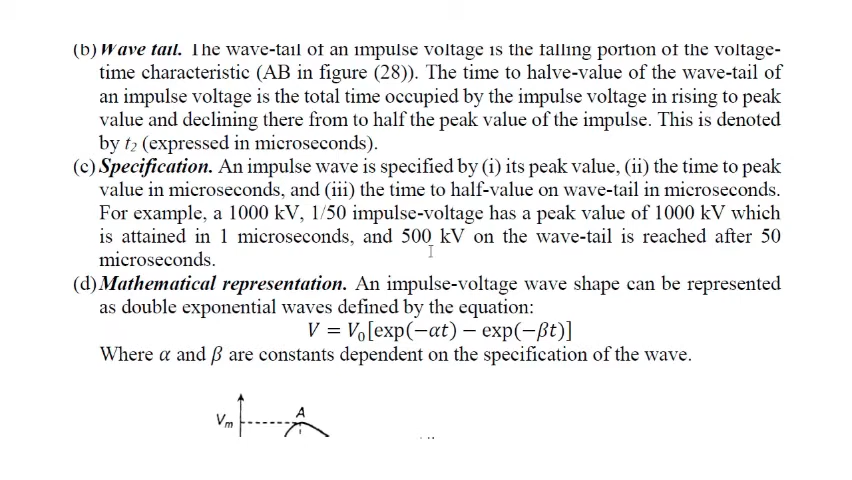 (b) Wave tail. The wave-tail of an impulse voltage is the falling portion of the voltage-
time characteristic (AB in figure (28)). The time to halve-value of the wave-tail of
an impulse voltage is the total time occupied by the impulse voltage in rising to peak
value and declining there from to half the peak value of the impulse. This is denoted
by t₂ (expressed in microseconds).
(c) Specification. An impulse wave is specified by (i) its peak value, (ii) the time to peak
value in microseconds, and (iii) the time to half-value on wave-tail in microseconds.
For example, a 1000 kV, 1/50 impulse-voltage has a peak value of 1000 kV which
is attained in 1 microseconds, and 500 kV on the wave-tail is reached after 50
microseconds.
(d) Mathematical representation. An impulse-voltage wave shape can be represented
as double exponential waves defined by the equation:
V = V₀[exp(−αt) − exp(−βt)]
Where α and β are constants dependent on the specification of the wave.
Vₘ
A